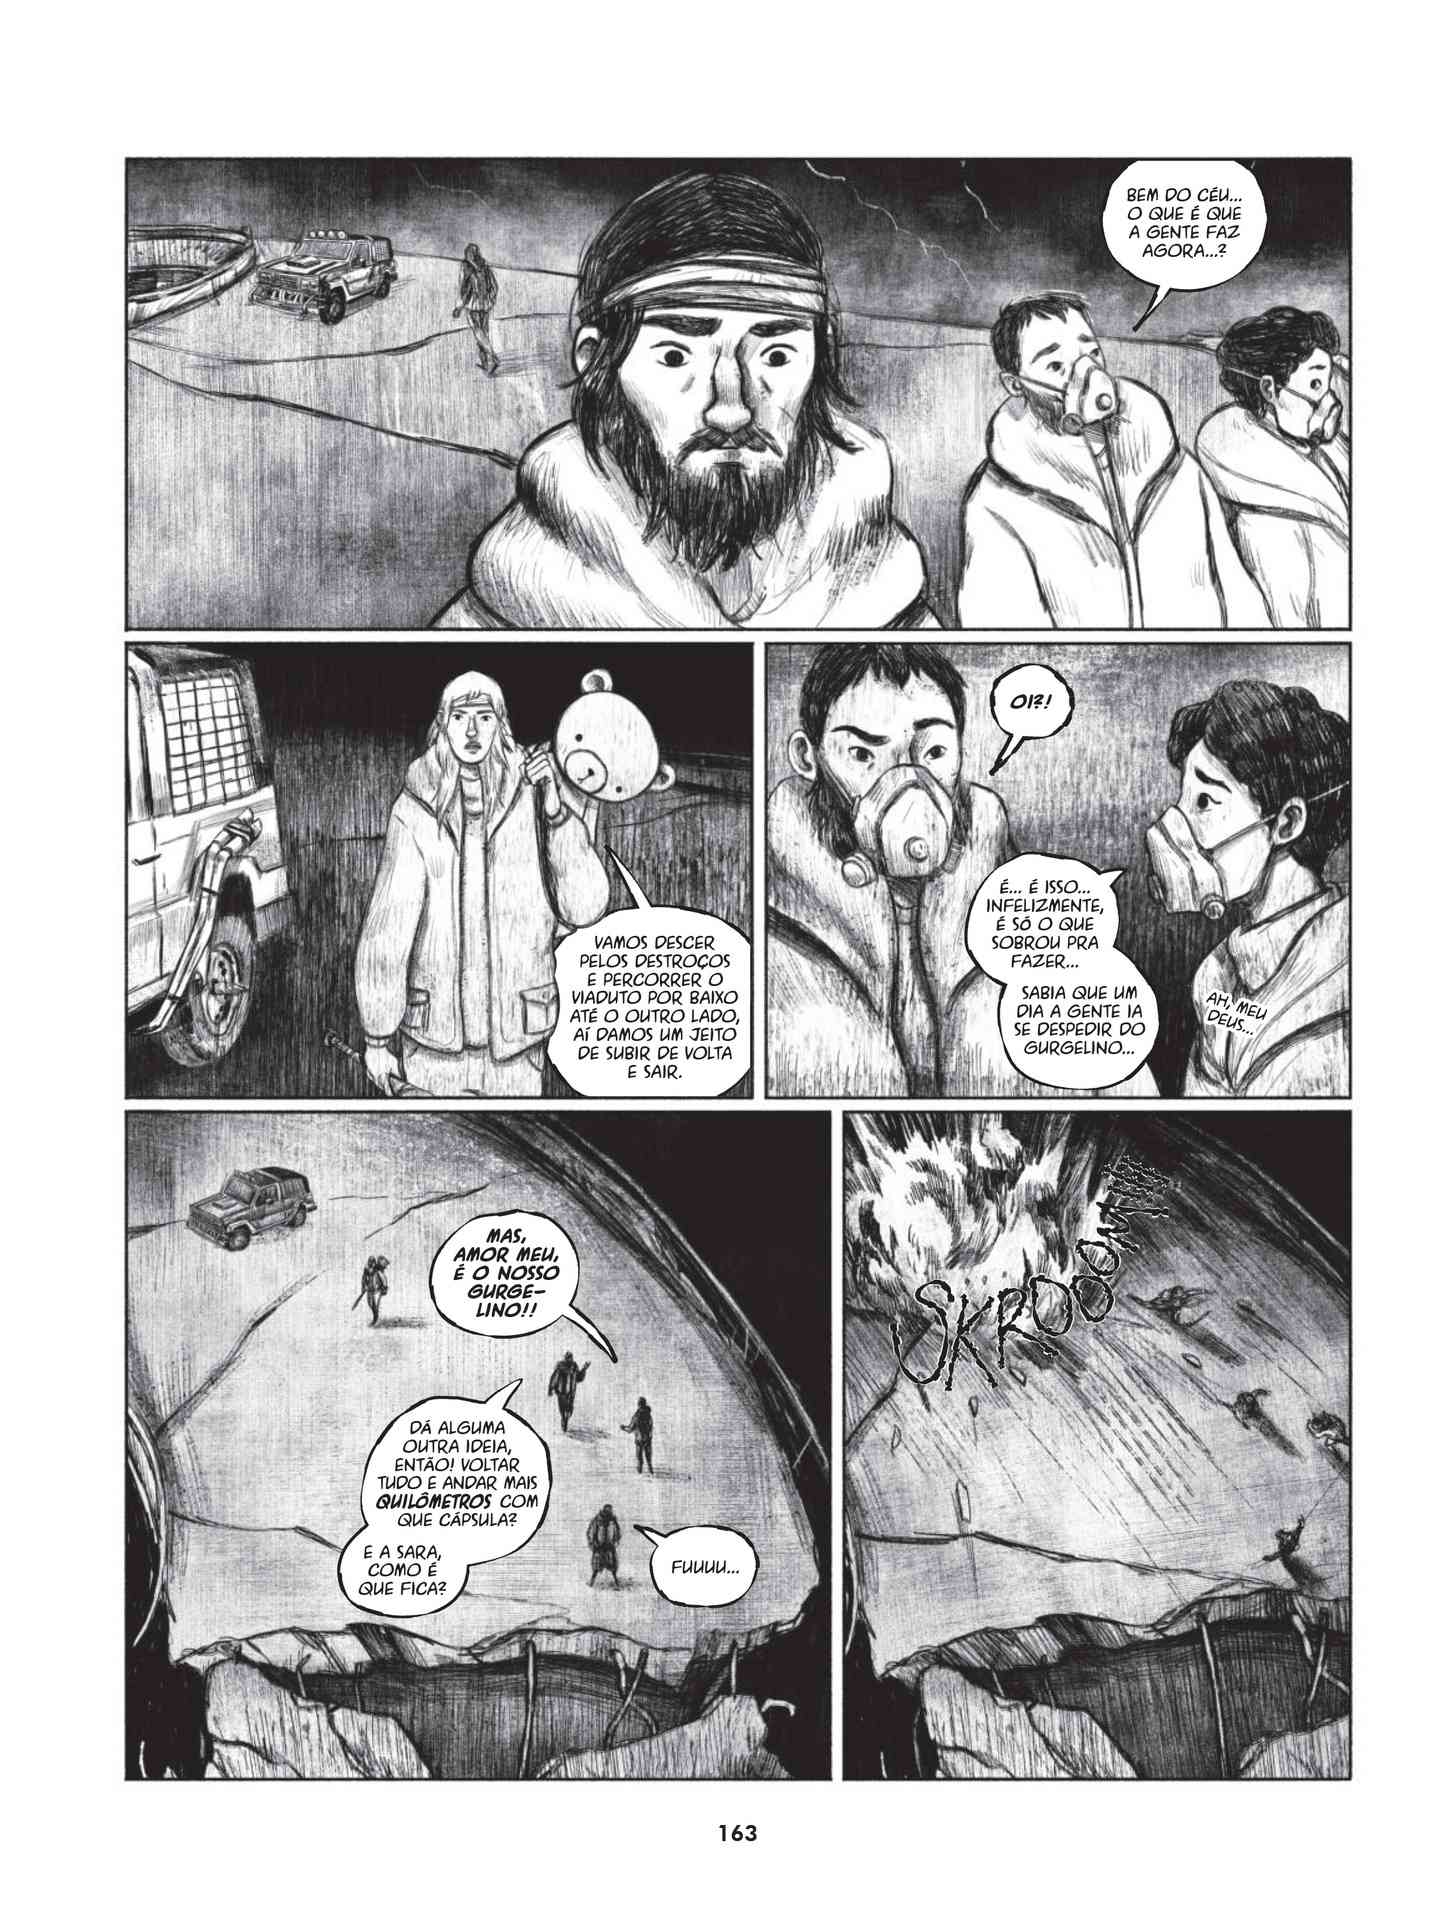 BEM DO CÉU...
O QUE É QUE
A GENTE FAZ
AGORA...?
VAMOS DESCER
PELOS DESTROÇOS
E PERCORRER O
VIADUTO POR BAIXO
ATÉ O OUTRO LADO,
AÍ DAMOS UM JEITO
DE SUBIR DE VOLTA
E SAIR.
OI?!
É... É ISSO...
INFELIZMENTE,
É SÓ O QUE
SOBROU PRA
FAZER...
SABIA QUE UM
DIA A GENTE IA
SE DESPEDIR DO
GURGELINO...
AH, MEU
DEUS...
MAS,
AMOR MEU,
É O NOSSO
GURGE-
LINO!!
DÁ ALGUMA
OUTRA IDEIA,
ENTÃO! VOLTAR
TUDO E ANDAR MAIS
QUILÔMETROS COM
QUE CÁPSULA?
E A SARA,
COMO É
QUE FICA?
FUUUU...
163